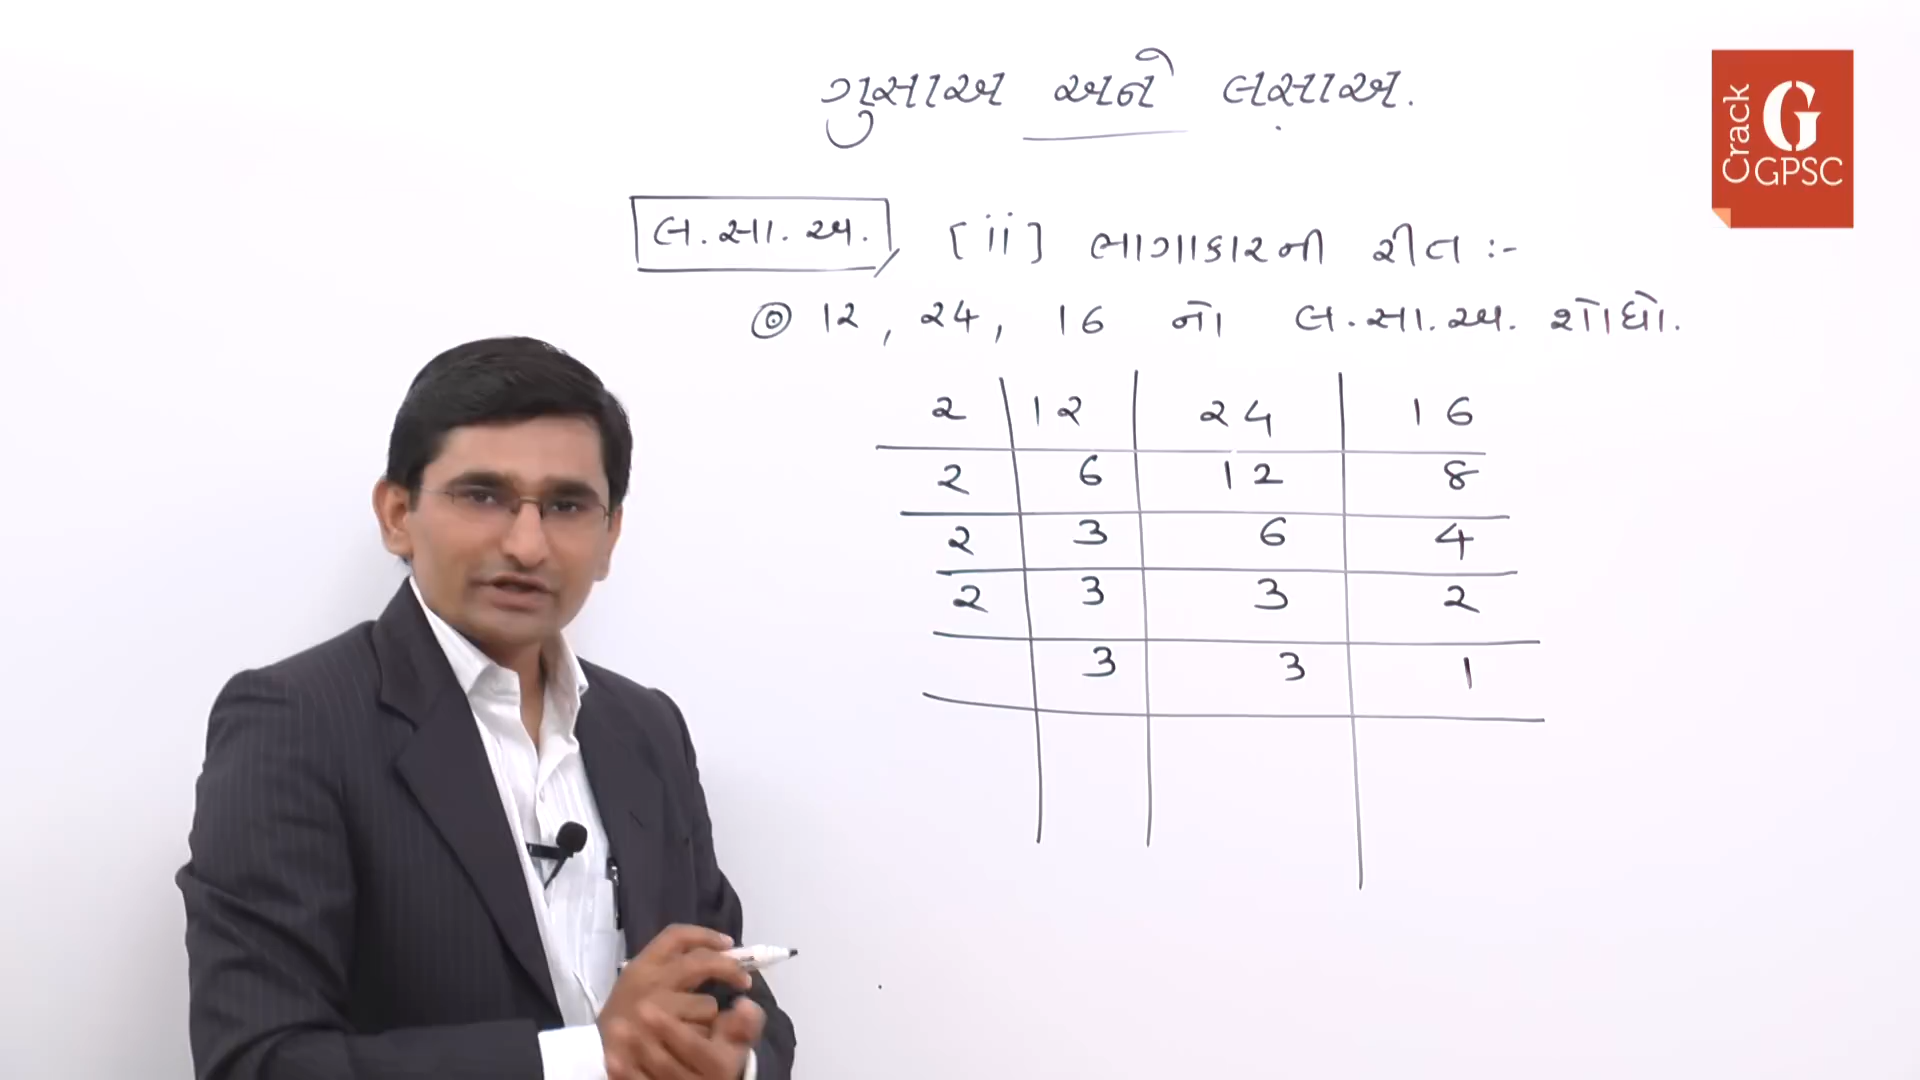 ગુસાઅ અને લસાઅ.
લ.સા.અ. [ii] ભાગાકારની રીત :-
⊙ 12, 24, 16 નો લ.સા.અ. શોધો.
2 12 24 16
2 6 12 8
2 3 6 4
2 3 3 2
3 3 1
Crack GPSC
G